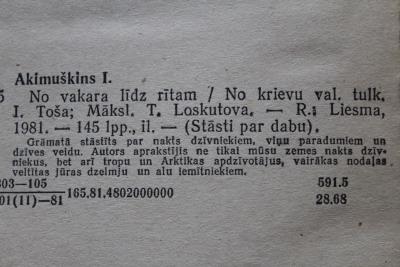 Akimuškins I.
5 No vakara līdz rītam / No krievu val. tulk.
I. Toša; Māksl. T. Loskutova. — R.: Liesma,
1981. — 145 lpp., il. — (Stāsti par dabu).
Grāmatā stāstīts par nakts dzīvniekiem, viņu paradumiem un
dzīves veidu. Autors aprakstījis ne tikai mūsu zemes nakts dzīv-
niekus, bet arī tropu un Arktikas apdzīvotājus, vairākas nodaļas
veltītas jūras dzelmju un alu iemītniekiem.
803—105 591.5
165.81.4802000000
01(11)—81 28.68